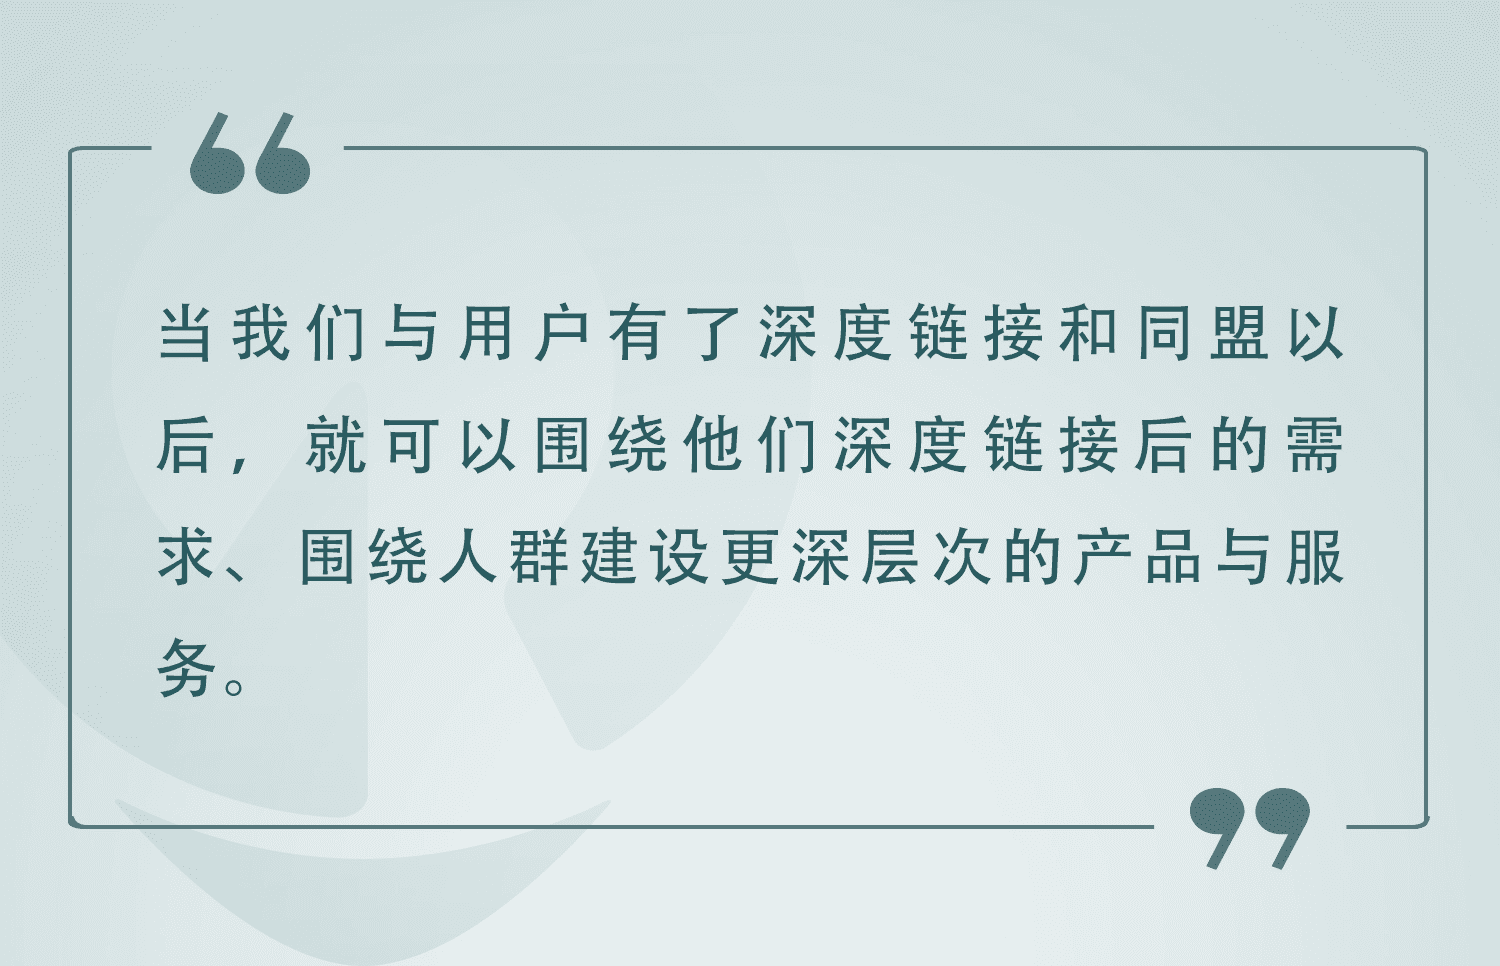 当我们与用户有了深度链接和同盟以
后，就可以围绕他们深度链接后的需
求、围绕人群建设更深层次的产品与服
务。